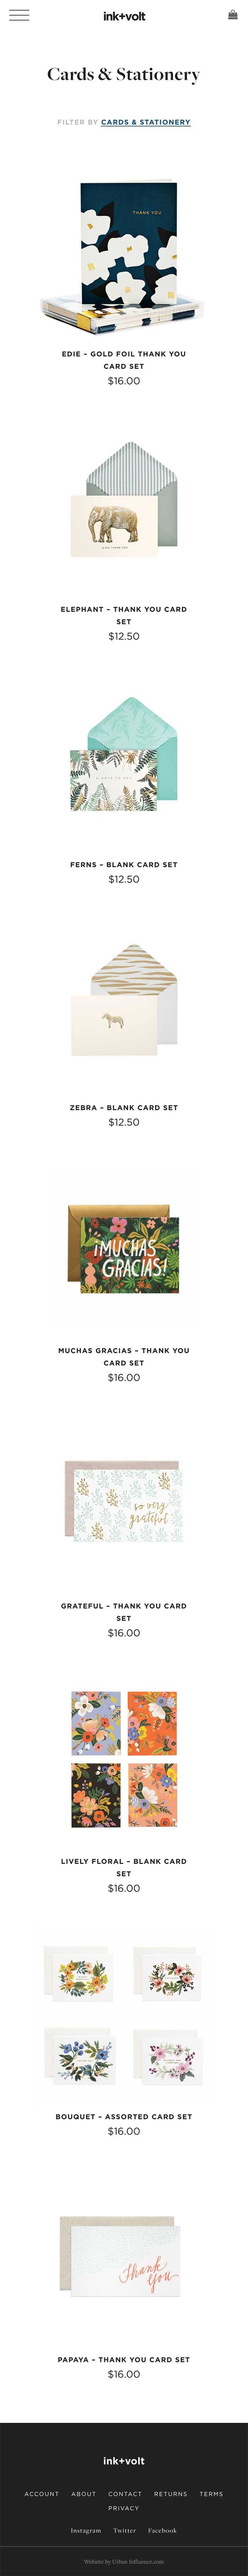 ink+volt
Cards & Stationery
FILTER BY CARDS & STATIONERY
THANK YOU
EDIE – GOLD FOIL THANK YOU
CARD SET
$16.00
ELEPHANT – THANK YOU CARD
SET
$12.50
A NOTE TO SAY
FERNS – BLANK CARD SET
$12.50
ZEBRA – BLANK CARD SET
$12.50
¡MUCHAS
GRACIAS!
MUCHAS GRACIAS – THANK YOU
CARD SET
$16.00
so very
grateful
GRATEFUL – THANK YOU CARD
SET
$16.00
LIVELY FLORAL – BLANK CARD
SET
$16.00
BOUQUET – ASSORTED CARD SET
$16.00
Thank
you
PAPAYA – THANK YOU CARD SET
$16.00
ink+volt
ACCOUNT ABOUT CONTACT RETURNS TERMS
PRIVACY
Instagram Twitter Facebook
Website by Urban Influence.com